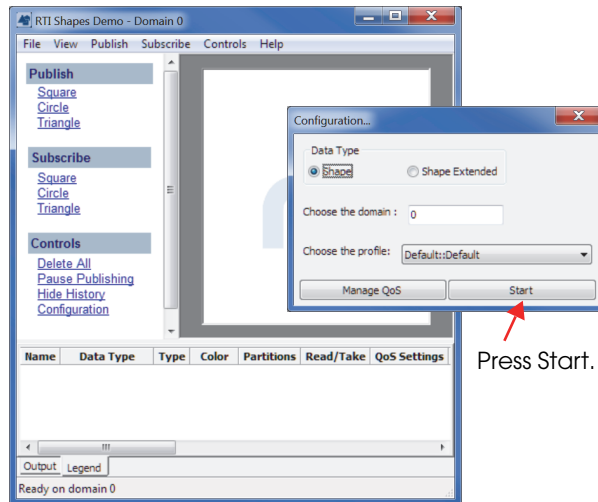 RTI Shapes Demo - Domain 0
File View Publish Subscribe Controls Help
Publish
Square
Circle
Triangle
Subscribe
Square
Circle
Triangle
Controls
Delete All
Pause Publishing
Hide History
Configuration
Configuration...
Data Type
Shape Shape Extended
Choose the domain : 0
Choose the profile: Default::Default
Manage QoS Start
Press Start.
Name Data Type Type Color Partitions Read/Take QoS Settings
Output Legend
Ready on domain 0